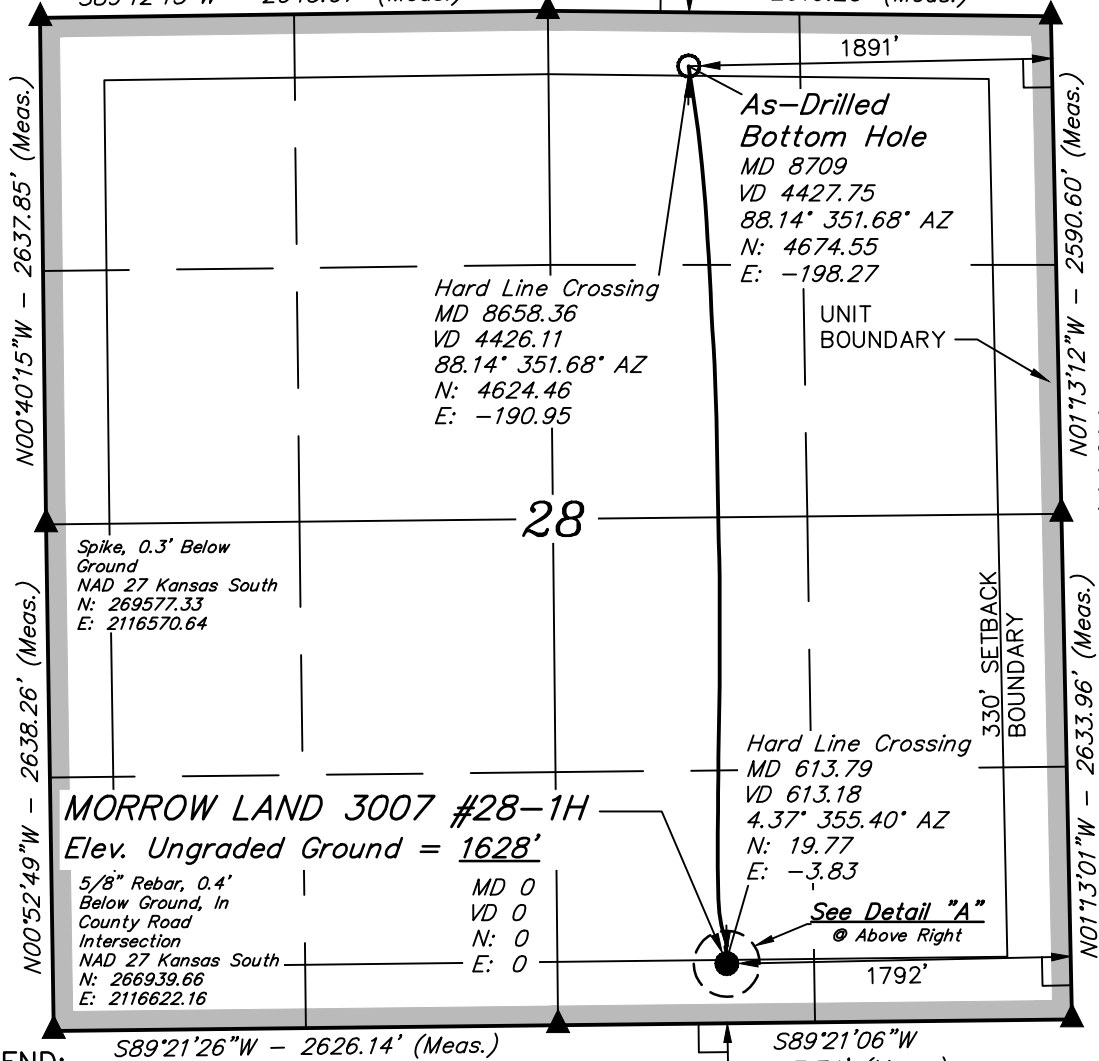 1891'
As-Drilled
Bottom Hole
MD 8709
VD 4427.75
88.14° 351.68° AZ
N: 4674.55
E: -198.27
N00°40'15"W - 2637.85' (Meas.)
N01°13'12"W - 2590.60' (Meas.)
Hard Line Crossing
MD 8658.36
VD 4426.11
88.14° 351.68° AZ
N: 4624.46
E: -190.95
UNIT
BOUNDARY
28
Spike, 0.3' Below
Ground
NAD 27 Kansas South
N: 269577.33
E: 2116570.64
330' SETBACK
BOUNDARY
N00°52'49"W - 2638.26' (Meas.)
N01°13'01"W - 2633.96' (Meas.)
Hard Line Crossing
MD 613.79
VD 613.18
4.37° 355.40° AZ
N: 19.77
E: -3.83
MORROW LAND 3007 #28-1H
Elev. Ungraded Ground = 1628'
5/8" Rebar, 0.4'
Below Ground, In
County Road
Intersection
NAD 27 Kansas South
N: 266939.66
E: 2116622.16
MD 0
VD 0
N: 0
E: 0
See Detail "A"
@ Above Right
1792'
S89°21'26"W - 2626.14' (Meas.)
S89°21'06"W